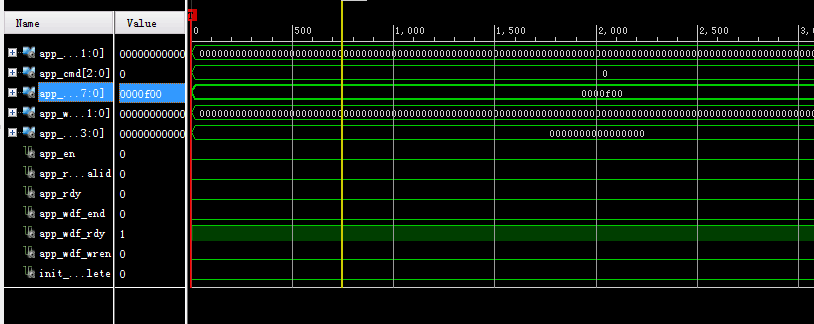 Name Value
0 500 1,000 1,500 2,000 2,500 3,
app_...1:0] 00000000000
app_cmd[2:0] 0 0
app_...7:0] 0000f00 0000f00
app_w...1:0] 00000000000
app_...3:0] 00000000000 0000000000000000
app_en 0
app_r...alid 0
app_rdy 0
app_wdf_end 0
app_wdf_rdy 1
app_wdf_wren 0
init_...lete 0